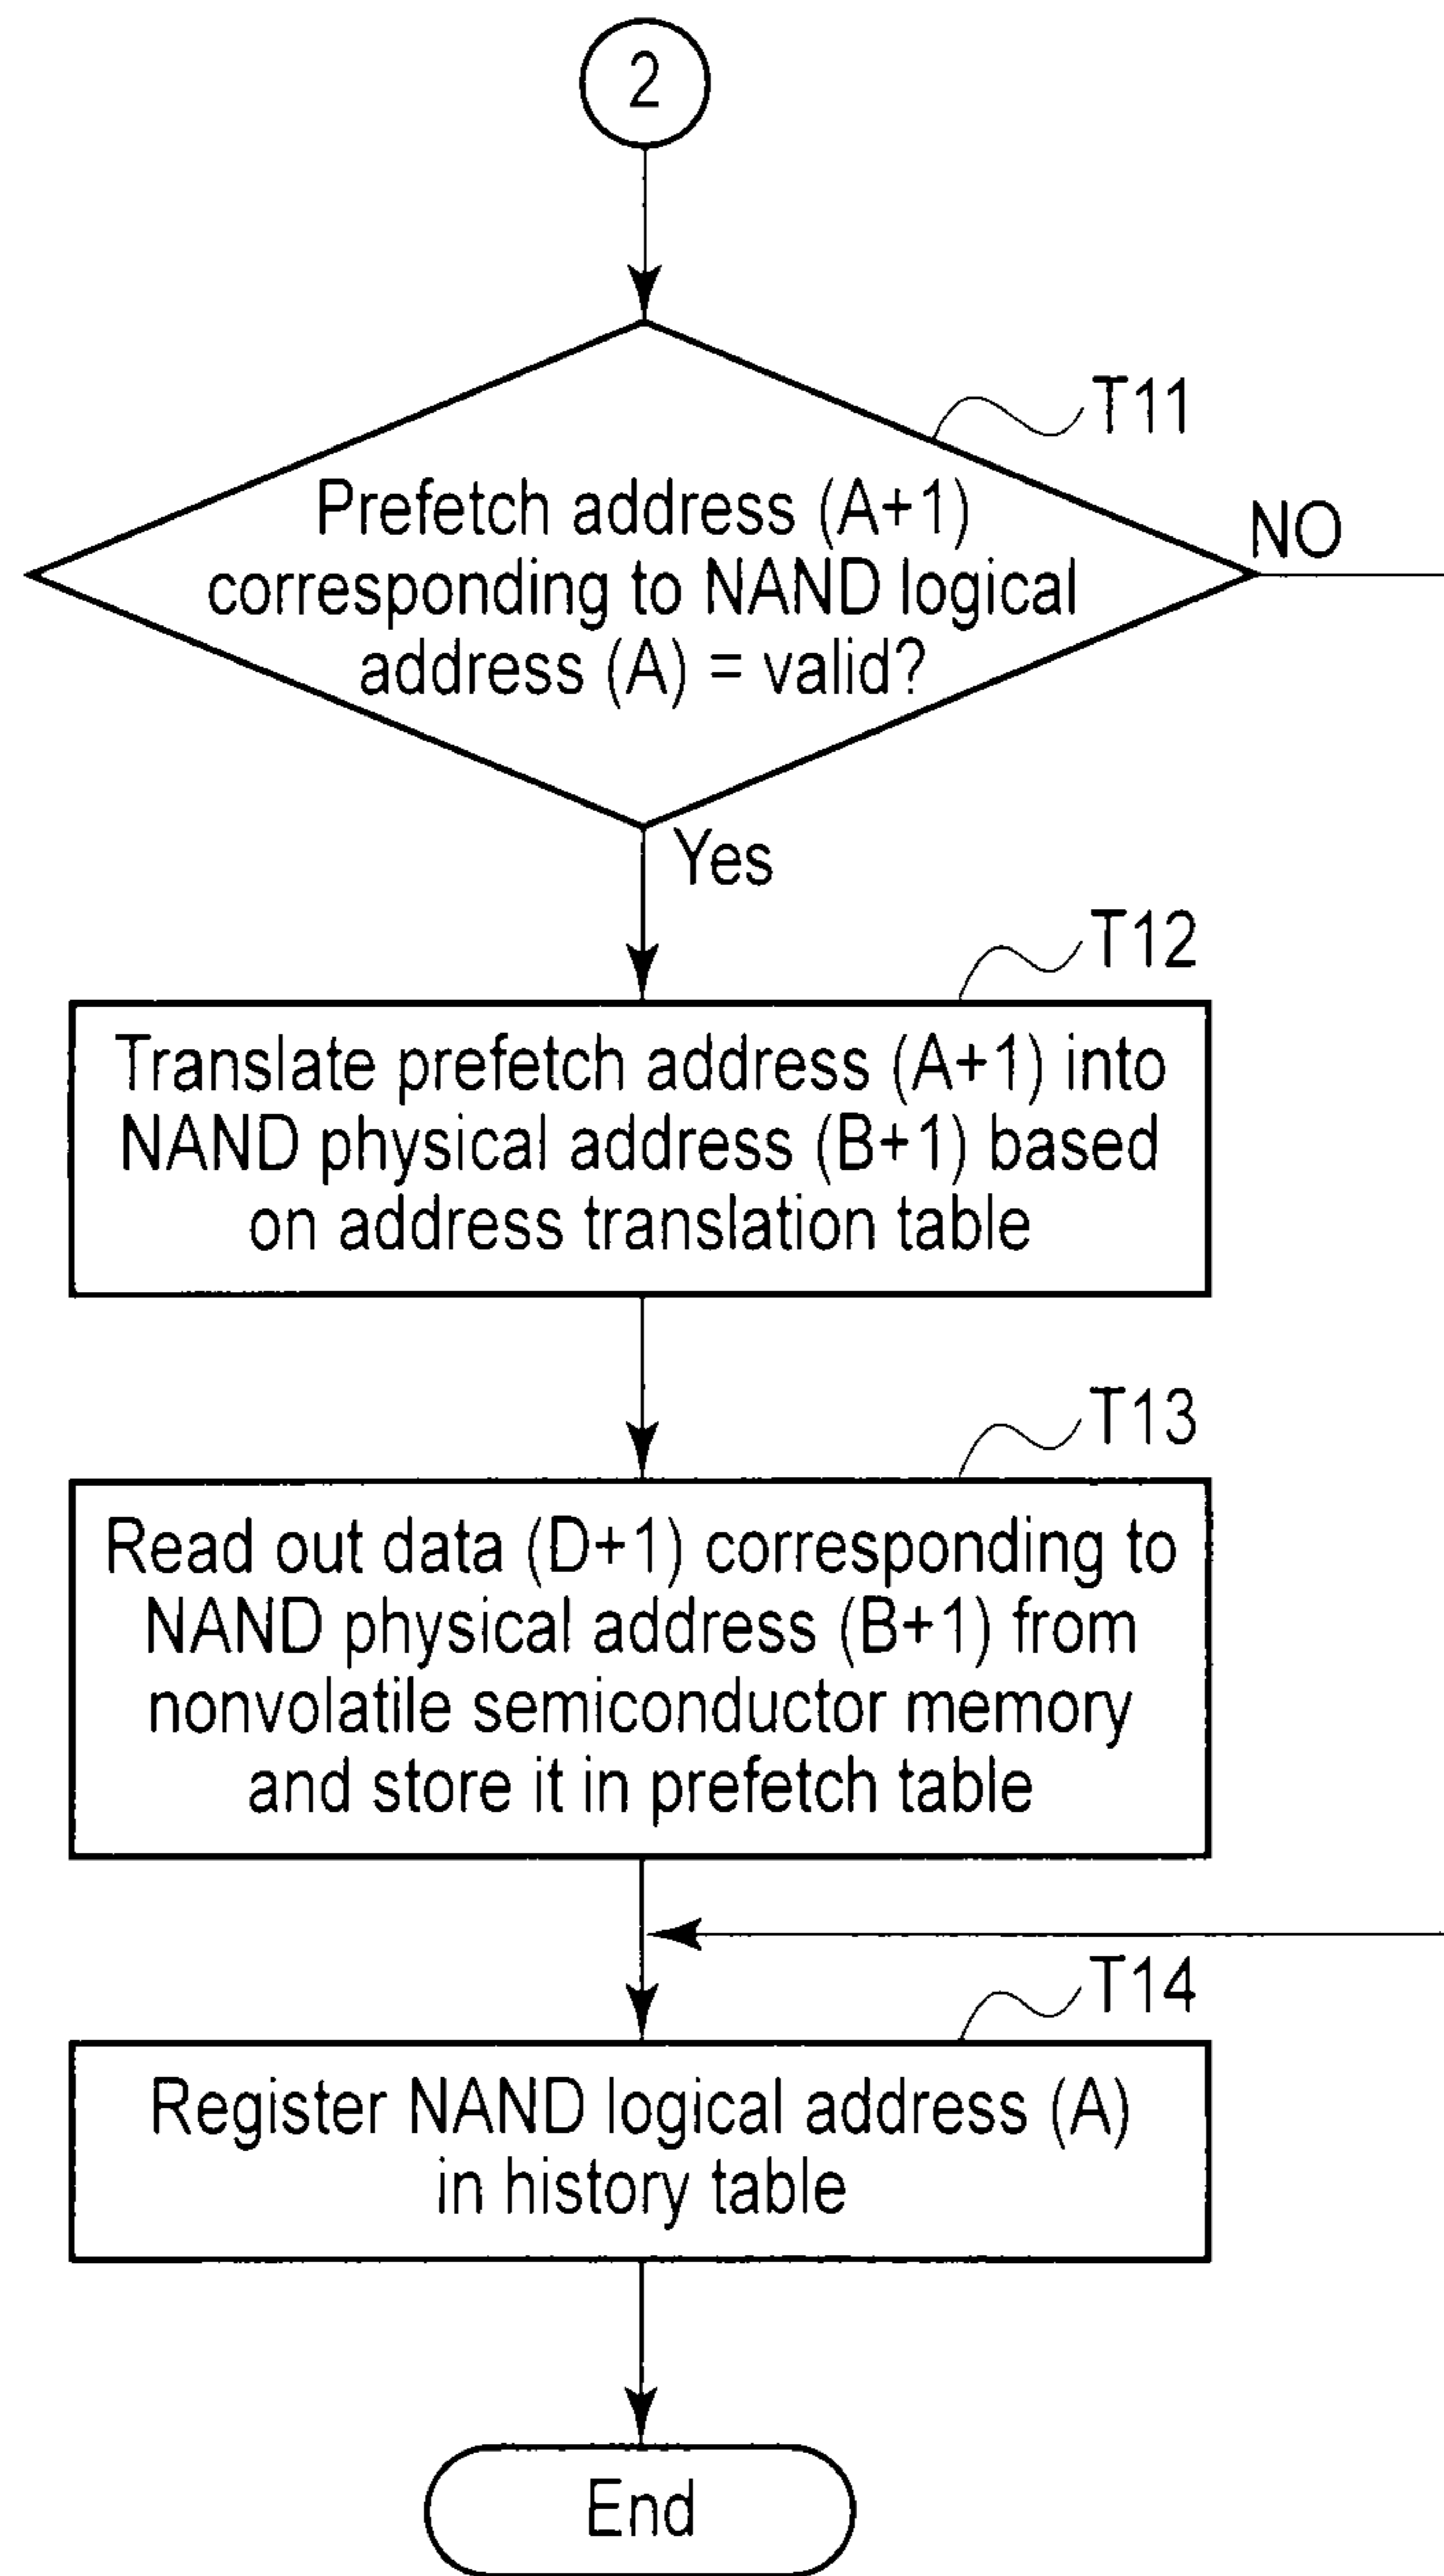 2
T11
Prefetch address (A+1)
corresponding to NAND logical
address (A) = valid?
NO
Yes
T12
Translate prefetch address (A+1) into
NAND physical address (B+1) based
on address translation table
T13
Read out data (D+1) corresponding to
NAND physical address (B+1) from
nonvolatile semiconductor memory
and store it in prefetch table
T14
Register NAND logical address (A)
in history table
End